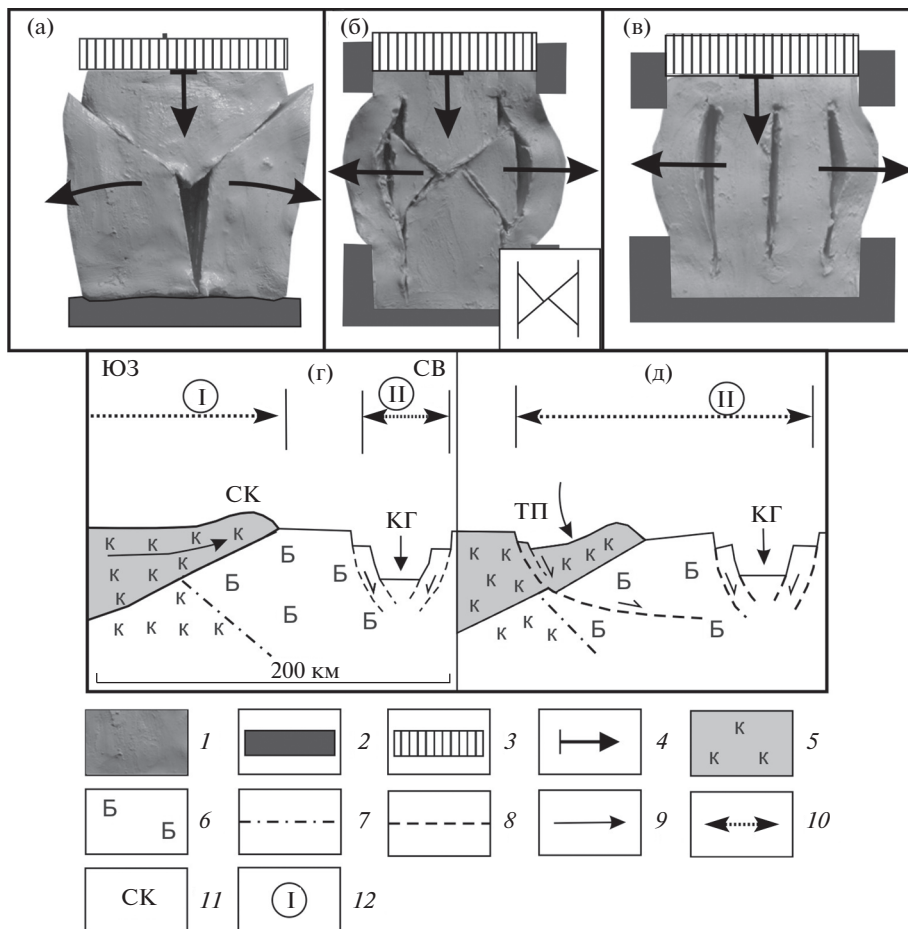 (а) (б) (в)
ЮЗ (г) СВ (д)
I II II
СК ТП
КГ КГ
К К К К Б К К К Б
К К К Б Б К К К Б Б
К К К Б Б К К Б Б
К К К К
200 км
1 2 3 4 К К К 5
Б Б 6 7 8 9 10
СК 11 I 12